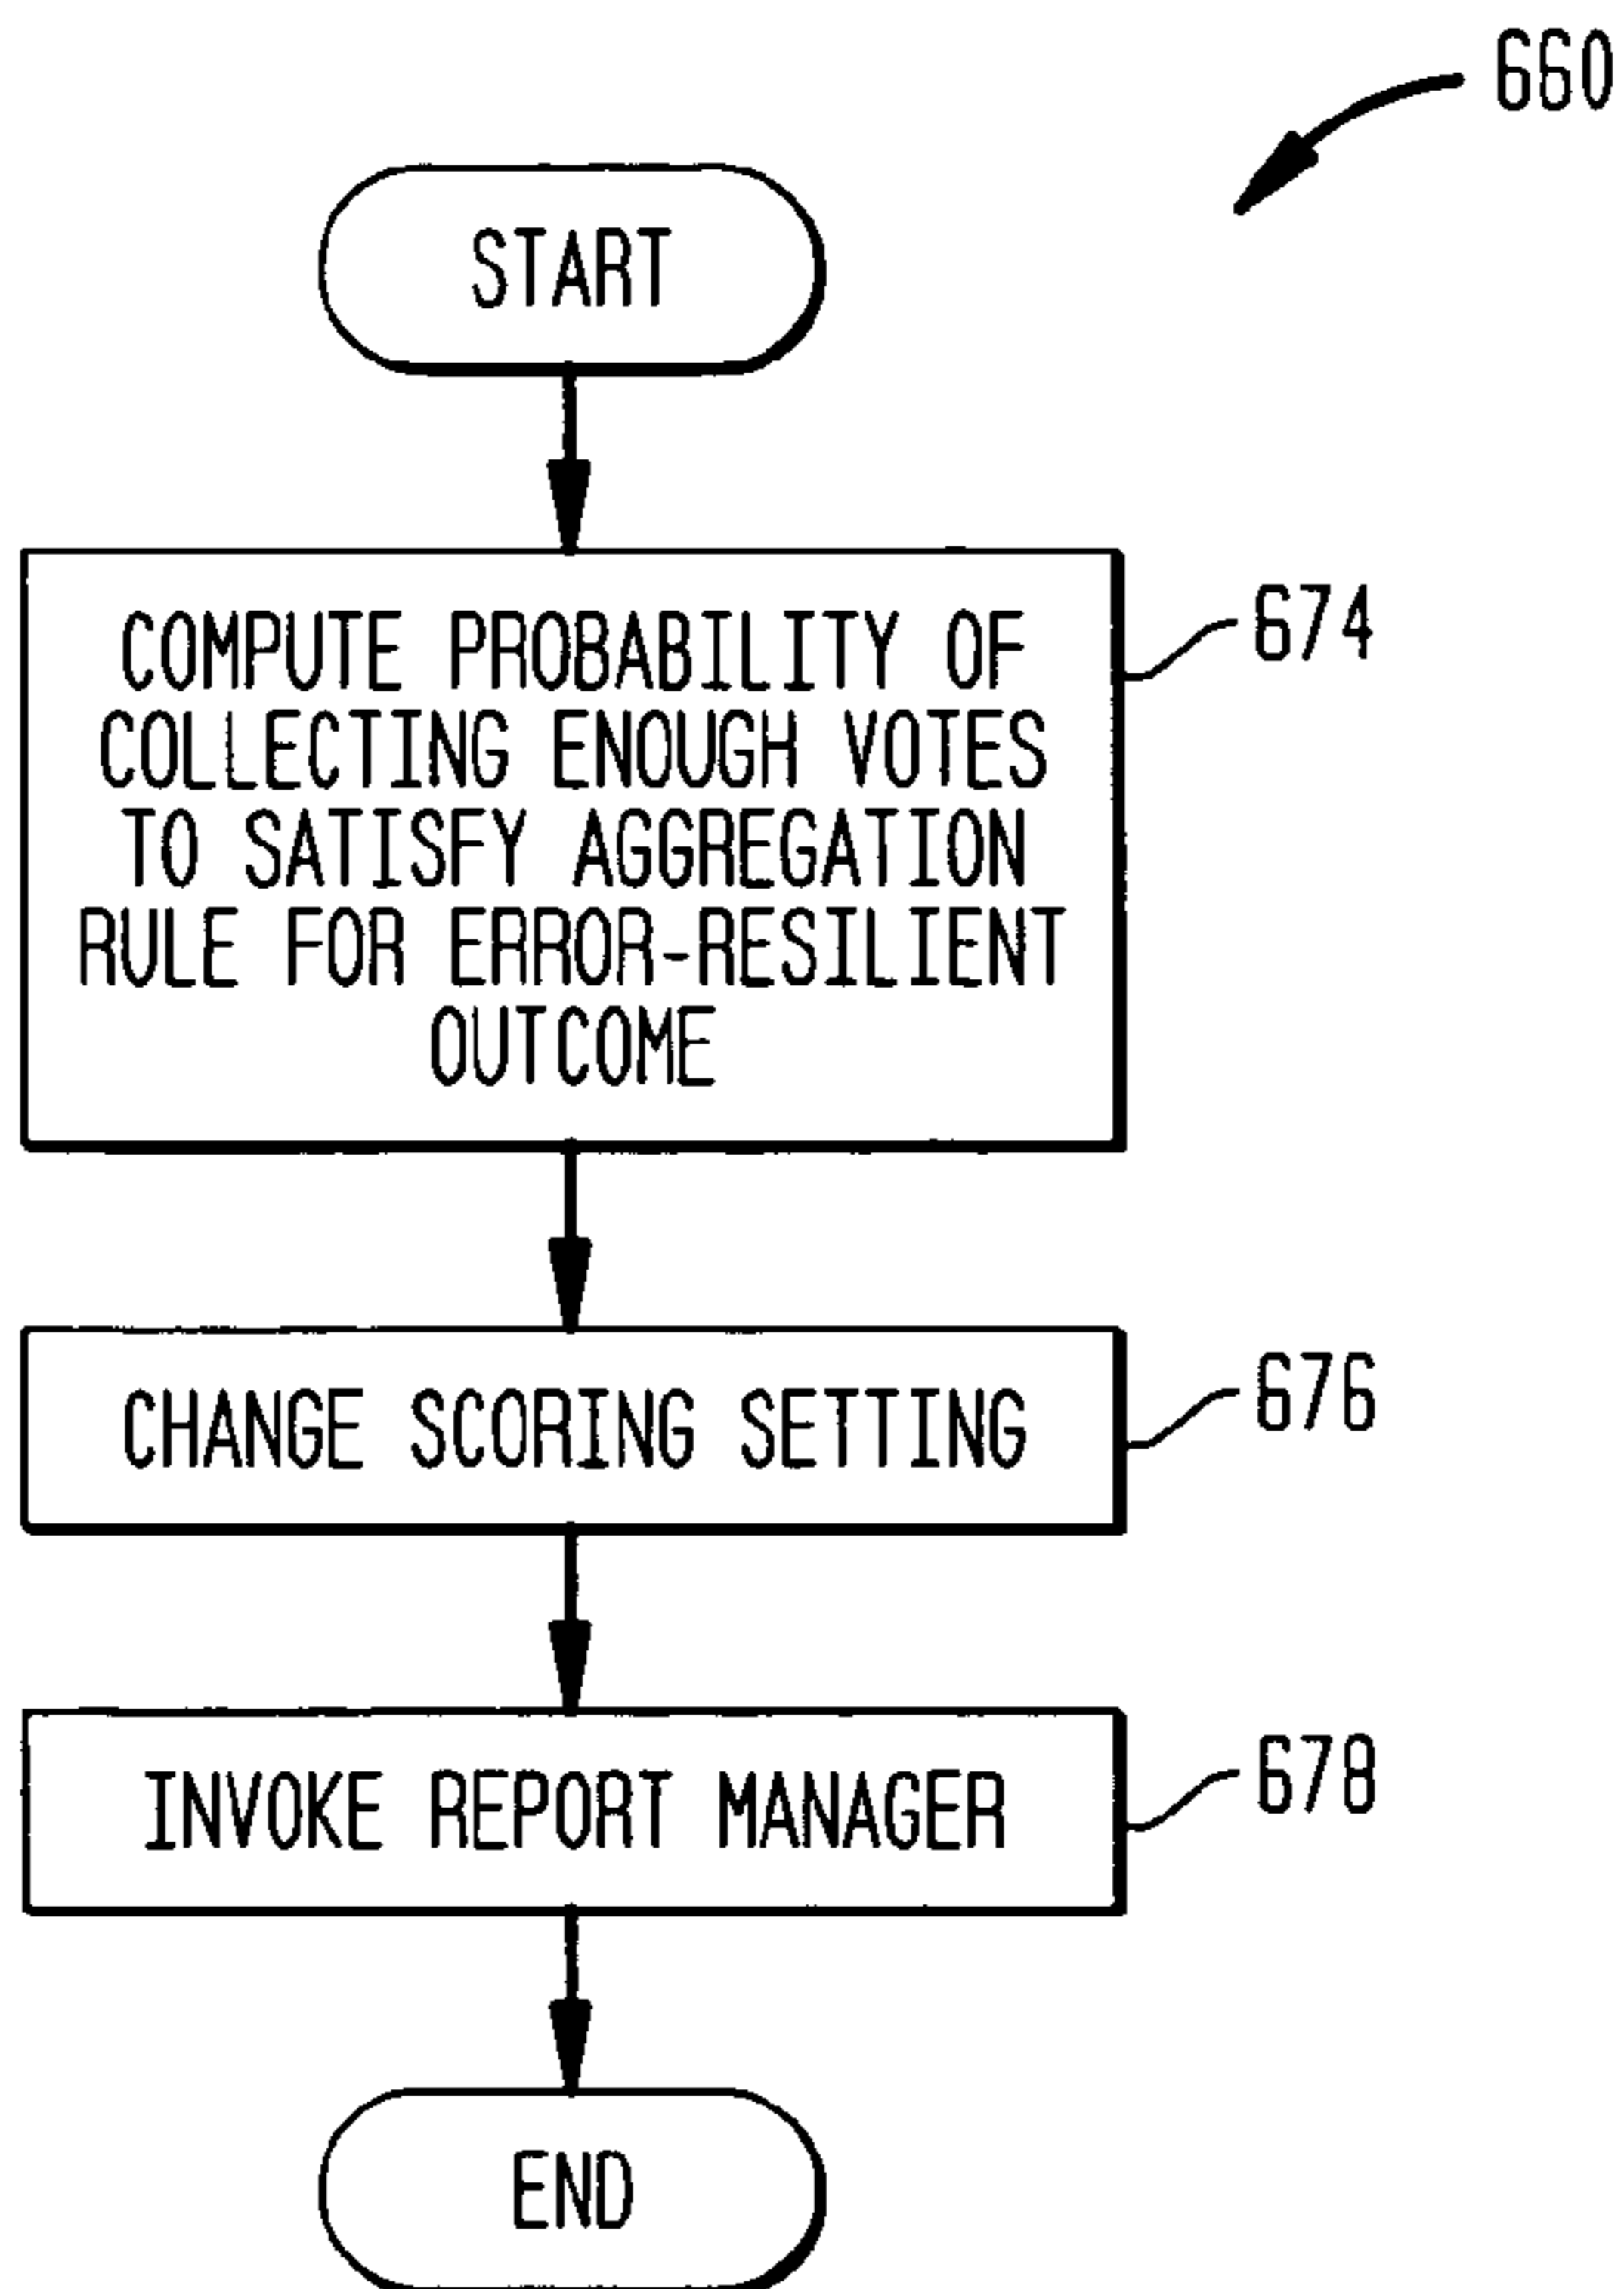 660
START
COMPUTE PROBABILITY OF
COLLECTING ENOUGH VOTES
TO SATISFY AGGREGATION
RULE FOR ERROR-RESILIENT
OUTCOME
674
CHANGE SCORING SETTING
676
INVOKE REPORT MANAGER
678
END